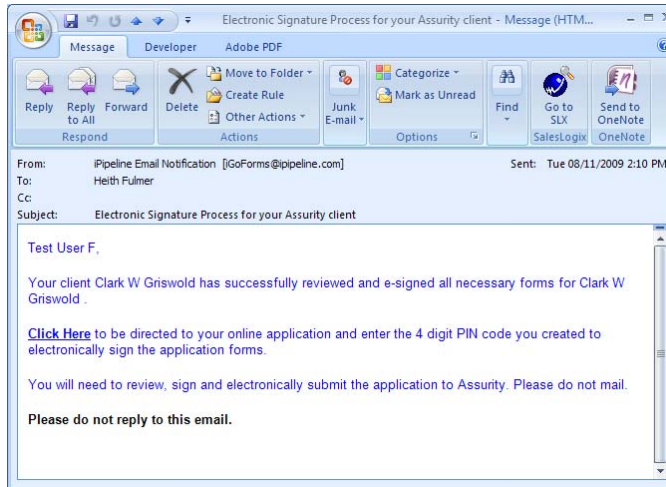 Electronic Signature Process for your Assurity client - Message (HTM...
Message Developer Adobe PDF
Reply
Reply to All
Forward
Respond
Delete
Move to Folder
Create Rule
Other Actions
Actions
Junk E-mail
Categorize
Mark as Unread
Options
Find
Go to SLX
SalesLogix
Send to OneNote
OneNote
From: iPipeline Email Notification [iGoForms@ipipeline.com] Sent: Tue 08/11/2009 2:10 PM
To: Heith Fulmer
Cc:
Subject: Electronic Signature Process for your Assurity client
Test User F,
Your client Clark W Griswold has successfully reviewed and e-signed all necessary forms for Clark W
Griswold .
Click Here to be directed to your online application and enter the 4 digit PIN code you created to
electronically sign the application forms.
You will need to review, sign and electronically submit the application to Assurity. Please do not mail.
Please do not reply to this email.